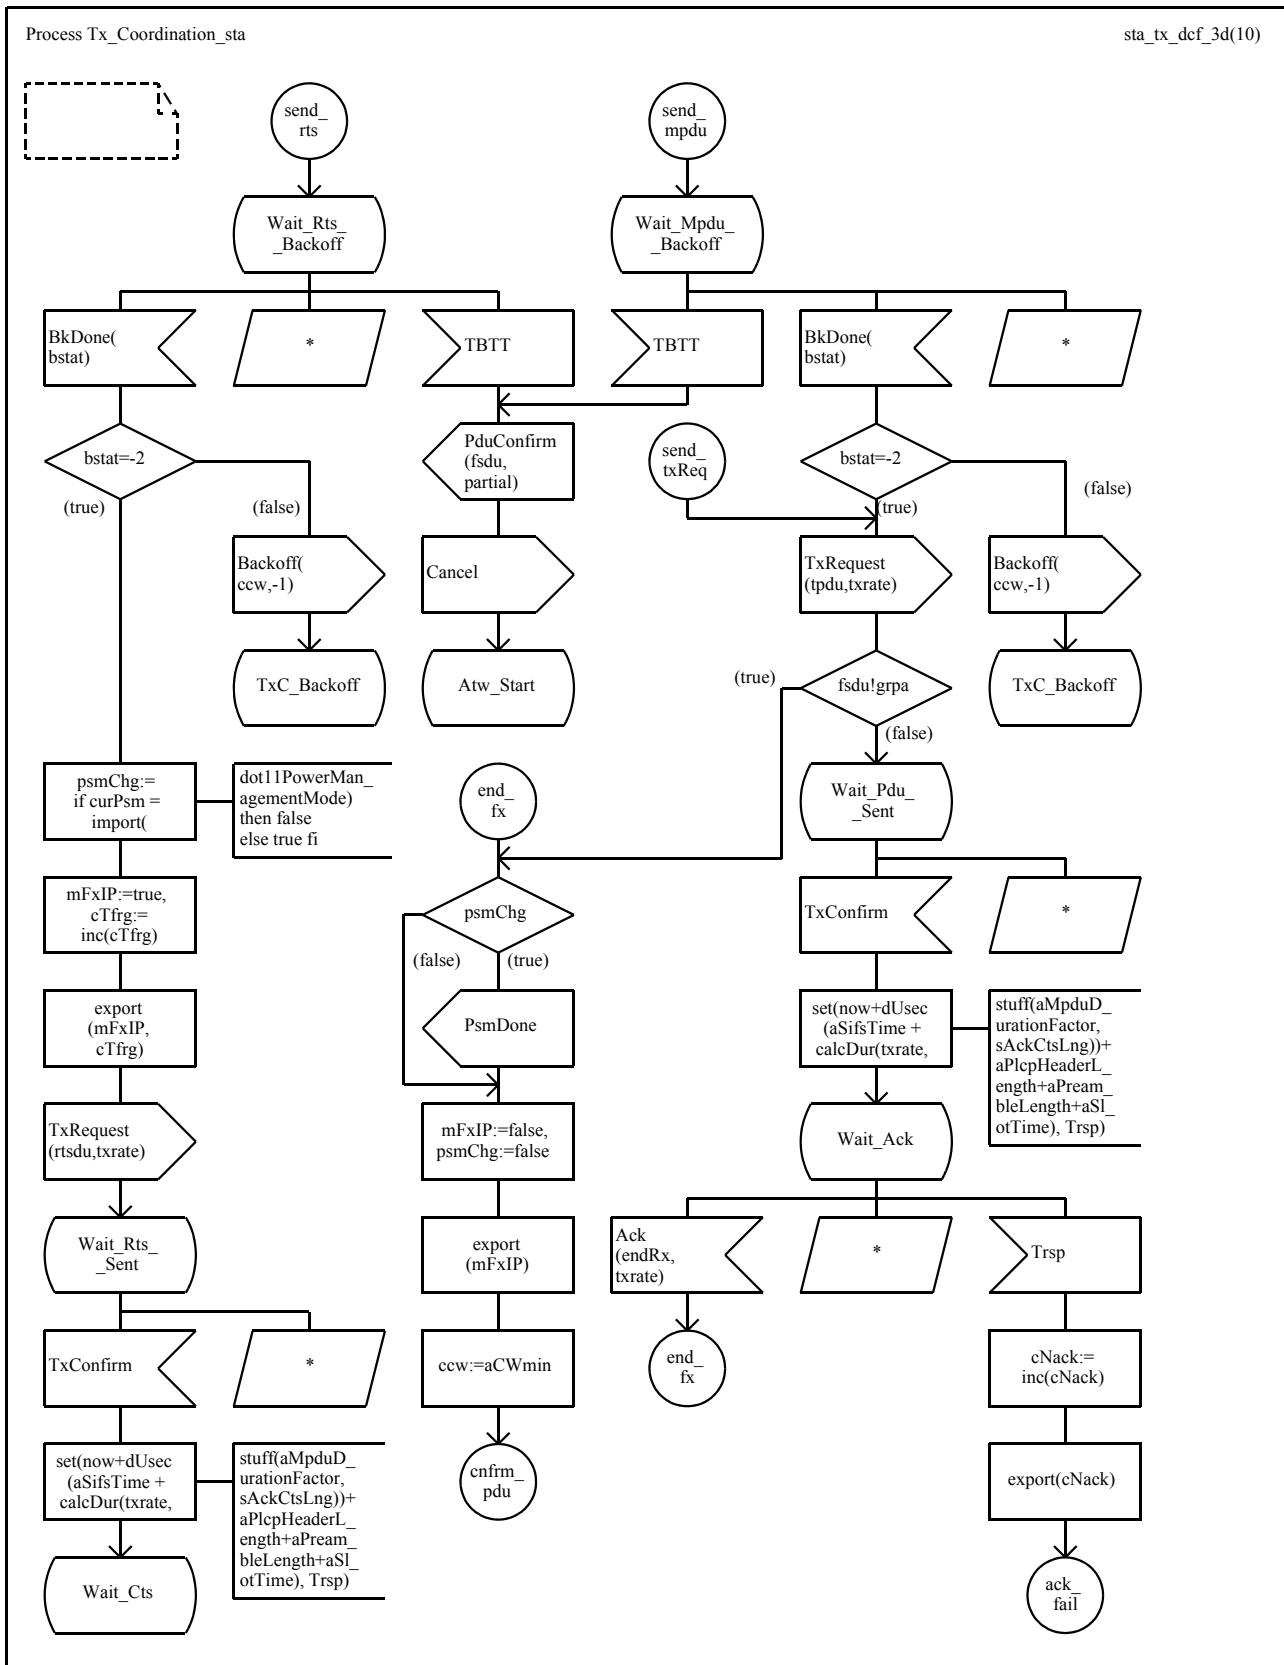 Process Tx_Coordination_sta
sta_tx_dcf_3d(10)
send_
rts
send_
mpdu
Wait_Rts_
_Backoff
Wait_Mpdu_
_Backoff
BkDone(
bstat)
*
TBTT
TBTT
BkDone(
bstat)
*
bstat=-2
(true)
(false)
PduConfirm
(fsdu,
partial)
send_
txReq
bstat=-2
(true)
(false)
Backoff(
ccw,-1)
Cancel
TxRequest
(tpdu,txrate)
Backoff(
ccw,-1)
TxC_Backoff
Atw_Start
(true)
fsdu!grpa
(false)
TxC_Backoff
psmChg:=
if curPsm =
import(
dot11PowerMan_
agementMode)
then false
else true fi
end_
fx
Wait_Pdu_
_Sent
mFxIP:=true,
cTfrg:=
inc(cTfrg)
psmChg
(false)
(true)
TxConfirm
*
export
(mFxIP,
cTfrg)
PsmDone
set(now+dUsec
(aSifsTime +
calcDur(txrate,
stuff(aMpduD_
urationFactor,
sAckCtsLng))+
aPlcpHeaderL_
ength+aPream_
bleLength+aSl_
otTime), Trsp)
TxRequest
(rtsdu,txrate)
mFxIP:=false,
psmChg:=false
Wait_Ack
Wait_Rts_
_Sent
export
(mFxIP)
Ack
(endRx,
txrate)
*
Trsp
TxConfirm
*
ccw:=aCWmin
end_
fx
cNack:=
inc(cNack)
set(now+dUsec
(aSifsTime +
calcDur(txrate,
stuff(aMpduD_
urationFactor,
sAckCtsLng))+
aPlcpHeaderL_
ength+aPream_
bleLength+aSl_
otTime), Trsp)
cnfrm_
pdu
export(cNack)
Wait_Cts
ack_
fail